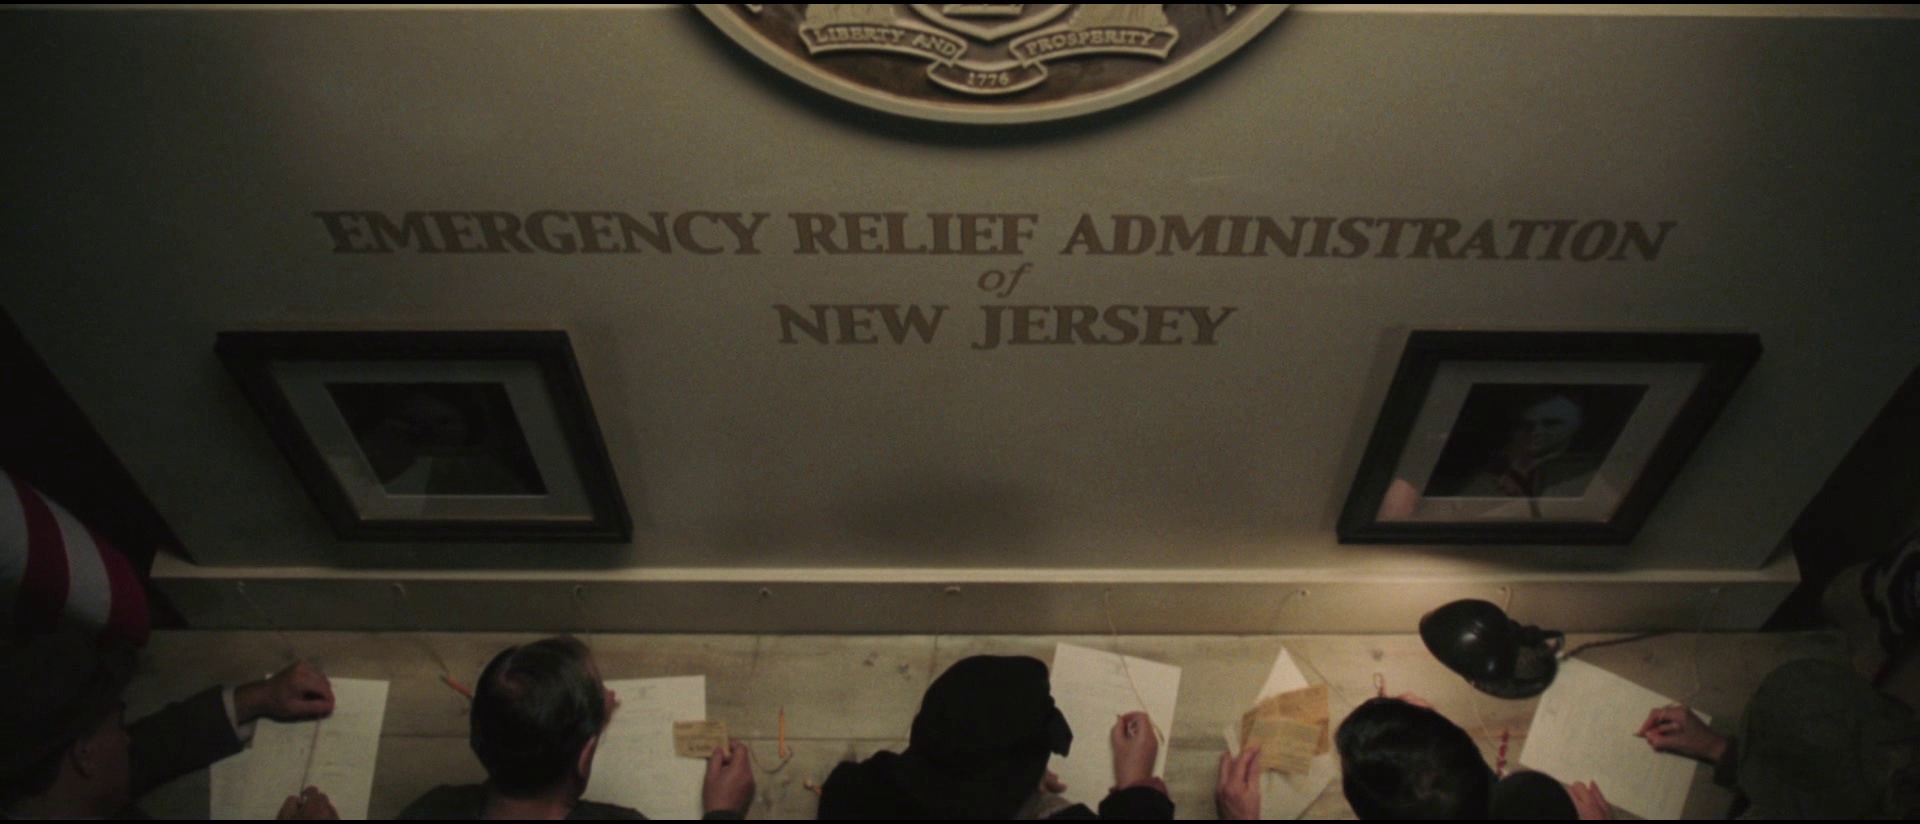 LIBERTY AND PROSPERITY
1776
EMERGENCY RELIEF ADMINISTRATION
of
NEW JERSEY